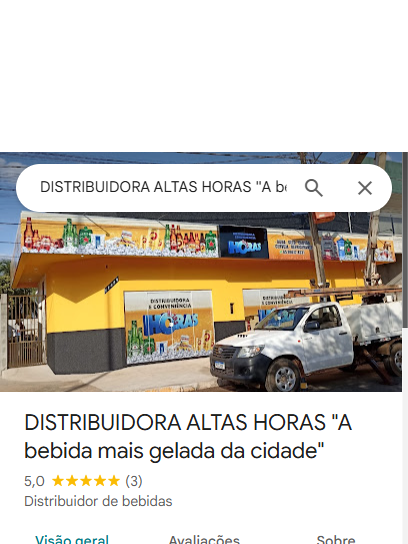 DISTRIBUIDORA ALTAS HORAS "A be
HORAS
DISTRIBUIDORA
E CONVENIÊNCIA
HORAS
DISTRIBUIDORA
DISTRIBUIDORA ALTAS HORAS "A
bebida mais gelada da cidade"
5,0 (3)
Distribuidor de bebidas
Visão geral Avaliações Sobre